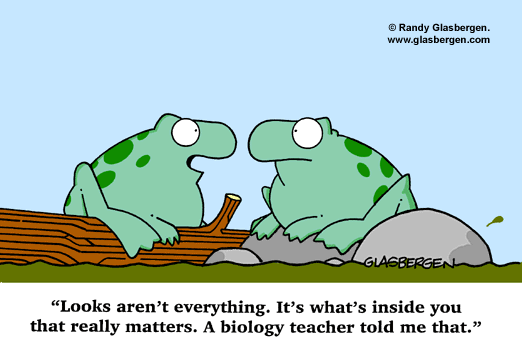 © Randy Glasbergen.
www.glasbergen.com
GLASBERGEN
“Looks aren’t everything. It’s what’s inside you
that really matters. A biology teacher told me that.”